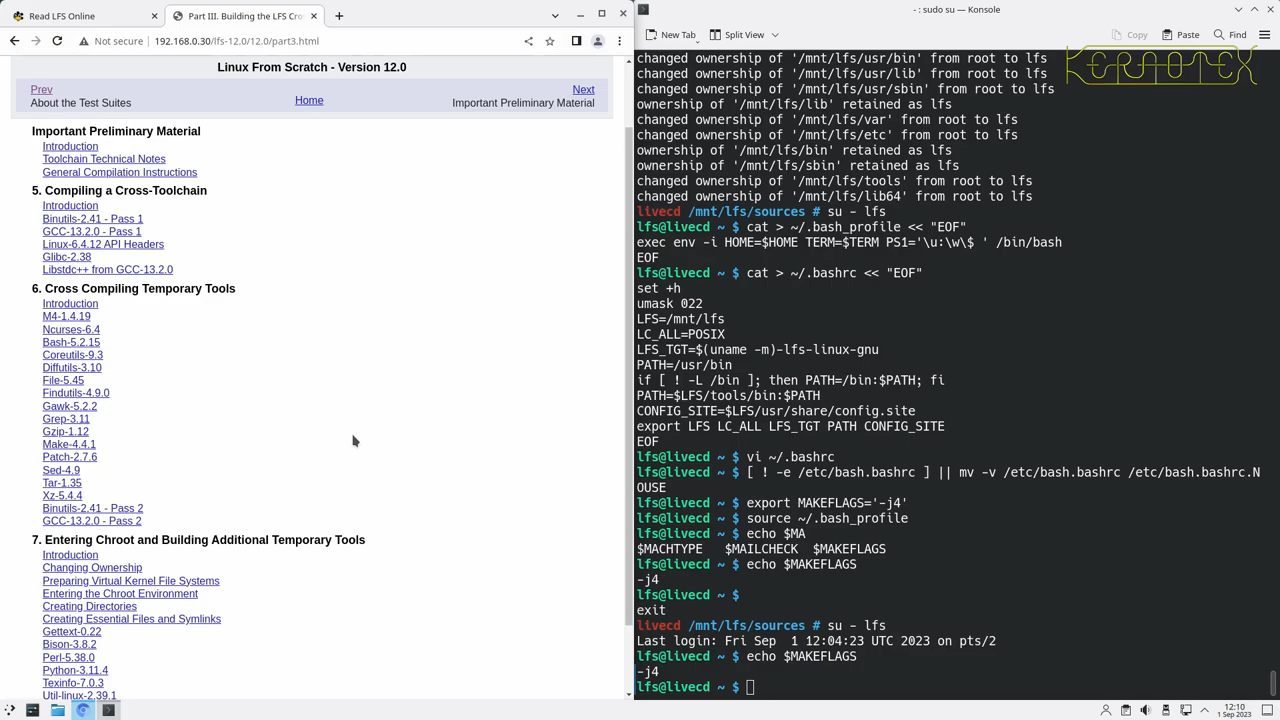 Read LFS Online
Part III. Building the LFS Cro
Not secure
192.168.0.30/lfs-12.0/12.0/part3.html
Linux From Scratch - Version 12.0
Prev
Next
About the Test Suites
Home
Important Preliminary Material
Important Preliminary Material
Introduction
Toolchain Technical Notes
General Compilation Instructions
5. Compiling a Cross-Toolchain
Introduction
Binutils-2.41 - Pass 1
GCC-13.2.0 - Pass 1
Linux-6.4.12 API Headers
Glibc-2.38
Libstdc++ from GCC-13.2.0
6. Cross Compiling Temporary Tools
Introduction
M4-1.4.19
Ncurses-6.4
Bash-5.2.15
Coreutils-9.3
Diffutils-3.10
File-5.45
Findutils-4.9.0
Gawk-5.2.2
Grep-3.11
Gzip-1.12
Make-4.4.1
Patch-2.7.6
Sed-4.9
Tar-1.35
Xz-5.4.4
Binutils-2.41 - Pass 2
GCC-13.2.0 - Pass 2
7. Entering Chroot and Building Additional Temporary Tools
Introduction
Changing Ownership
Preparing Virtual Kernel File Systems
Entering the Chroot Environment
Creating Directories
Creating Essential Files and Symlinks
Gettext-0.22
Bison-3.8.2
Perl-5.38.0
Python-3.11.4
Texinfo-7.0.3
Util-linux-2.39.1
- : sudo su — Konsole
New Tab
Split View
Copy
Paste
Find
changed ownership of '/mnt/lfs/usr/bin' from root to lfs
changed ownership of '/mnt/lfs/usr/lib' from root to lfs
changed ownership of '/mnt/lfs/usr/sbin' from root to lfs
ownership of '/mnt/lfs/lib' retained as lfs
changed ownership of '/mnt/lfs/var' from root to lfs
changed ownership of '/mnt/lfs/etc' from root to lfs
ownership of '/mnt/lfs/bin' retained as lfs
ownership of '/mnt/lfs/sbin' retained as lfs
changed ownership of '/mnt/lfs/tools' from root to lfs
changed ownership of '/mnt/lfs/lib64' from root to lfs
livecd /mnt/lfs/sources # su - lfs
lfs@livecd ~ $ cat > ~/.bash_profile << "EOF"
exec env -i HOME=$HOME TERM=$TERM PS1='\u:\w\$ ' /bin/bash
EOF
lfs@livecd ~ $ cat > ~/.bashrc << "EOF"
set +h
umask 022
LFS=/mnt/lfs
LC_ALL=POSIX
LFS_TGT=$(uname -m)-lfs-linux-gnu
PATH=/usr/bin
if [ ! -L /bin ]; then PATH=/bin:$PATH; fi
PATH=$LFS/tools/bin:$PATH
CONFIG_SITE=$LFS/usr/share/config.site
export LFS LC_ALL LFS_TGT PATH CONFIG_SITE
EOF
lfs@livecd ~ $ vi ~/.bashrc
lfs@livecd ~ $ [ ! -e /etc/bash.bashrc ] || mv -v /etc/bash.bashrc /etc/bash.bashrc.N
OUSE
lfs@livecd ~ $ export MAKEFLAGS='-j4'
lfs@livecd ~ $ source ~/.bash_profile
lfs@livecd ~ $ echo $MA
$MACHTYPE $MAILCHECK $MAKEFLAGS
lfs@livecd ~ $ echo $MAKEFLAGS
-j4
lfs@livecd ~ $
exit
livecd /mnt/lfs/sources # su - lfs
Last login: Fri Sep 1 12:04:23 UTC 2023 on pts/2
lfs@livecd ~ $ echo $MAKEFLAGS
-j4
lfs@livecd ~ $
12:10
1 Sep 2023